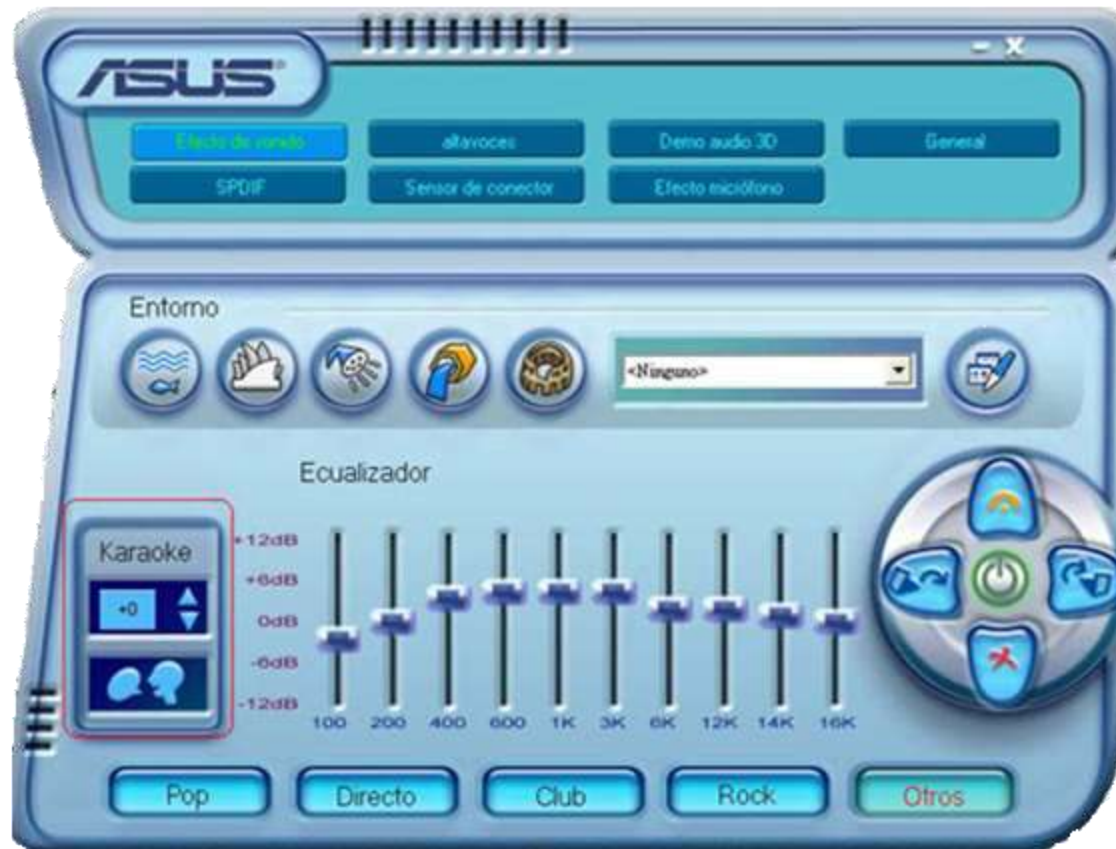 ASUS
Efecto de sonido altavoces Demo audio 3D General
SPDIF Sensor de conector Efecto micrófono
Entorno
<Ninguno>
Ecualizador
Karaoke
+0
+12dB
+6dB
0dB
-6dB
-12dB
100 200 400 600 1K 3K 6K 12K 14K 16K
Pop Directo Club Rock Otros